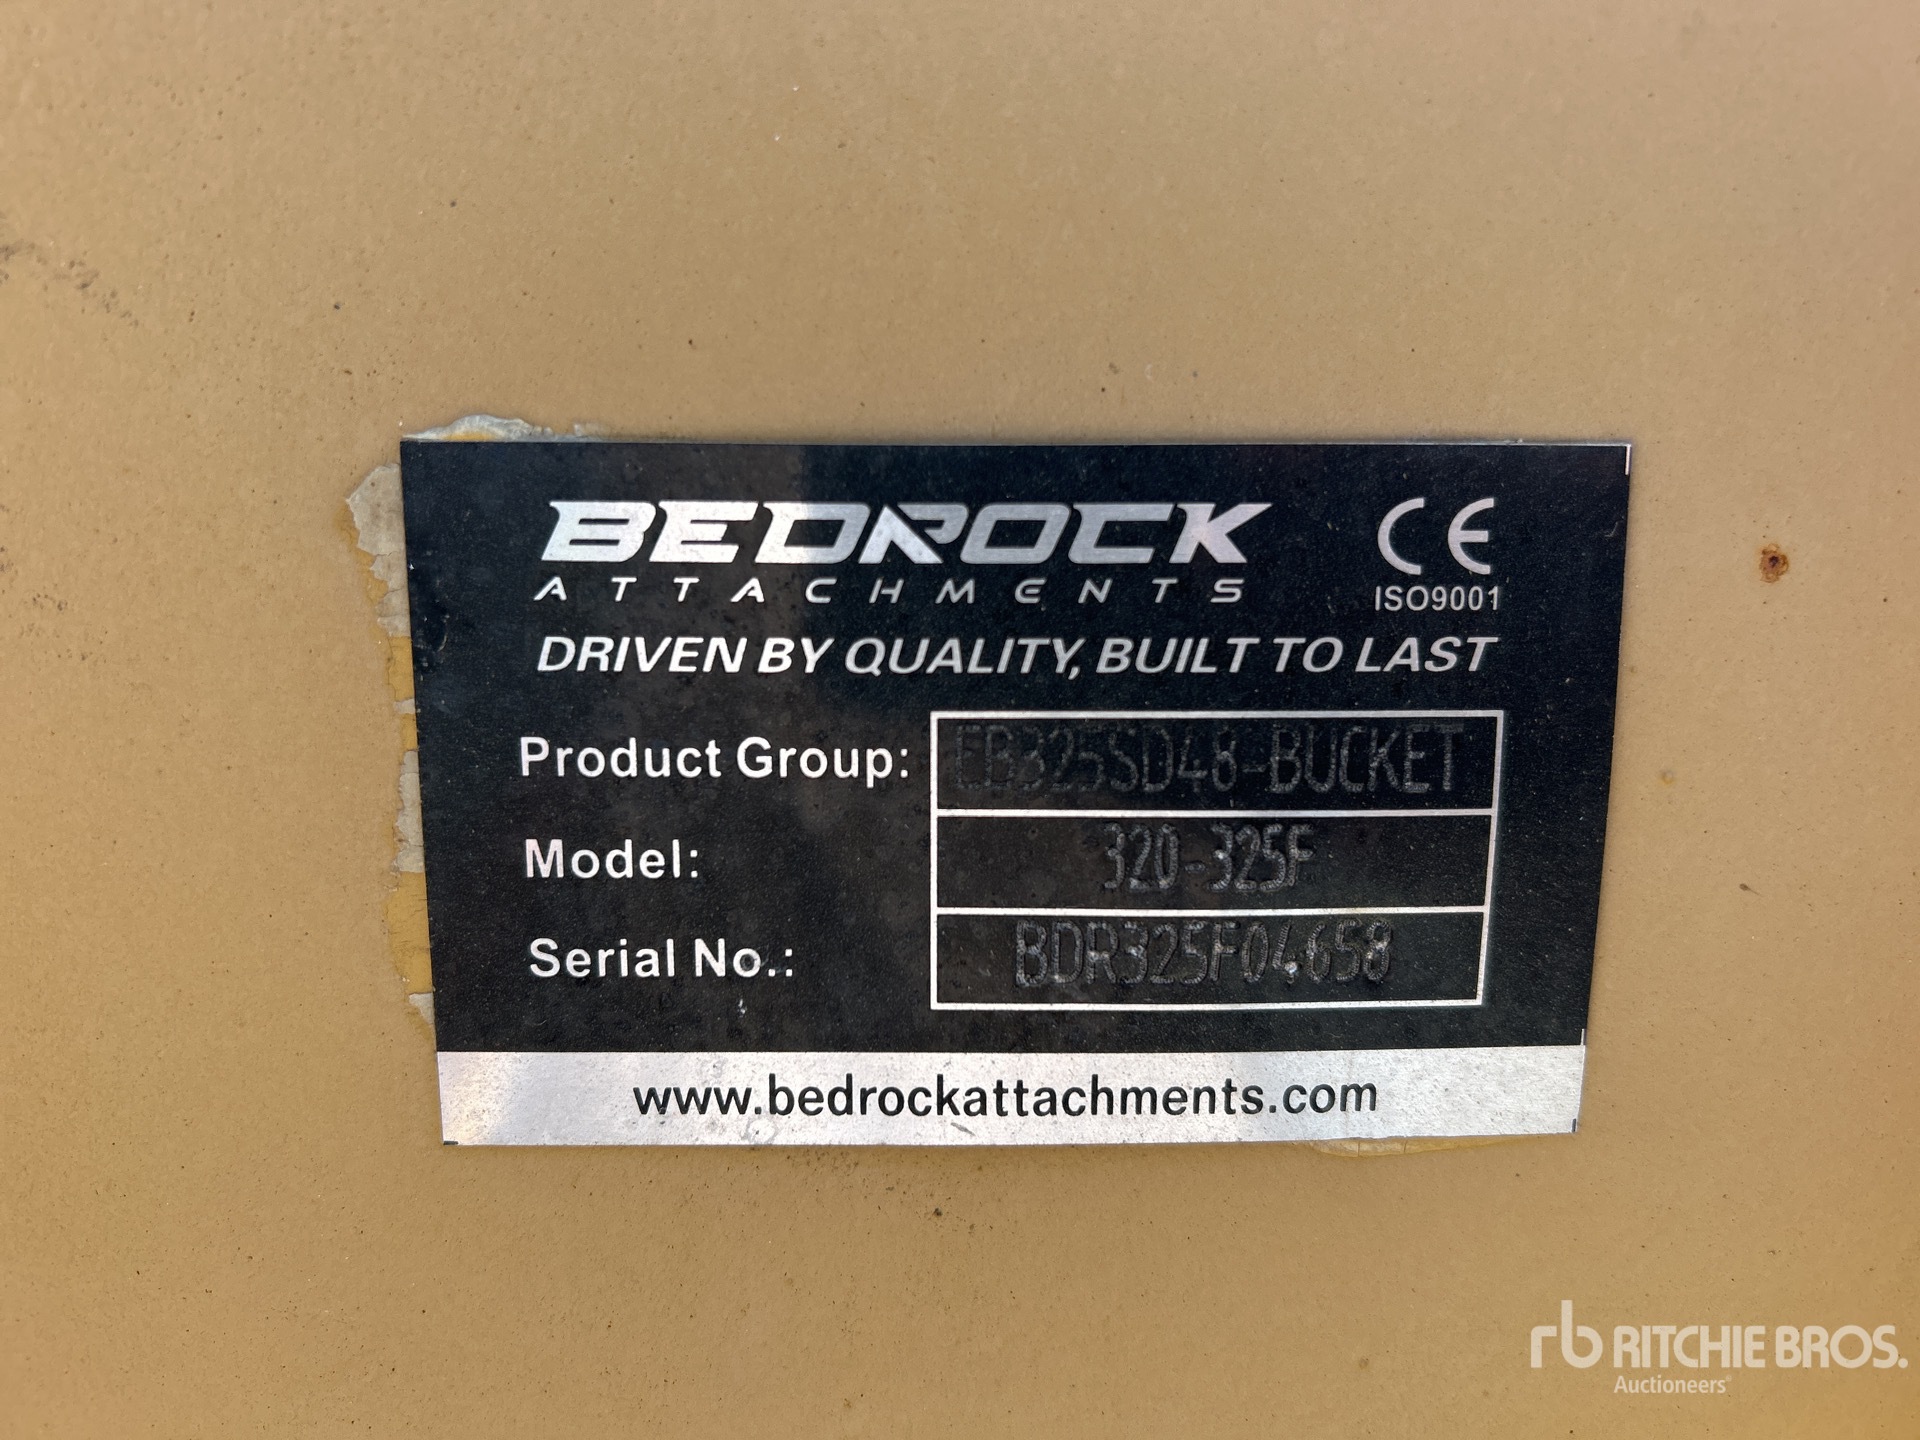 BEDROCK
ATTACHMENTS
CE
ISO9001
DRIVEN BY QUALITY, BUILT TO LAST
Product Group: EB325SD48-BUCKET
Model: 320-325F
Serial No.: BDR325F04658
www.bedrockattachments.com
rb RITCHIE BROS.
Auctioneers